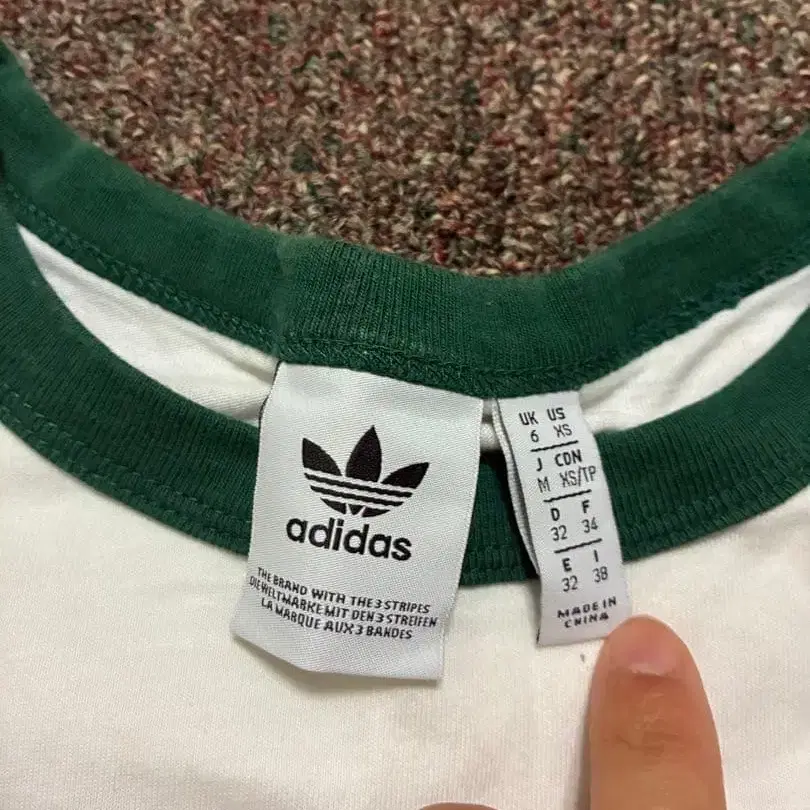 adidas
THE BRAND WITH THE 3 STRIPES
DIE WELTMARKE MIT DEN 3 STREIFEN
LA MARQUE AUX 3 BANDES
UK US
6 XS
J CDN
M XS/TP
D F
32 34
E I
32 38
MADE IN
CHINA